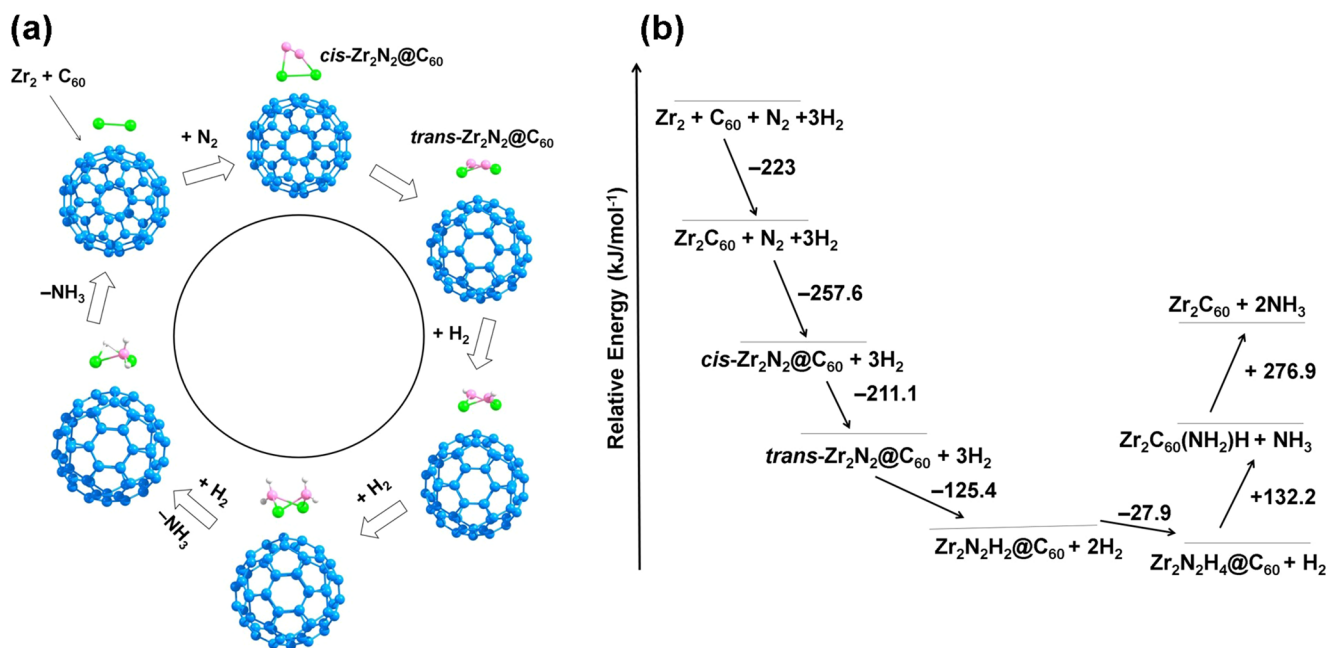 (a)
Zr₂ + C₆₀
+ N₂
cis-Zr₂N₂@C₆₀
trans-Zr₂N₂@C₆₀
+ H₂
+ H₂
+ H₂
–NH₃
–NH₃
(b)
Relative Energy (kJ/mol⁻¹)
Zr₂ + C₆₀ + N₂ +3H₂
–223
Zr₂C₆₀ + N₂ +3H₂
–257.6
cis-Zr₂N₂@C₆₀ + 3H₂
–211.1
trans-Zr₂N₂@C₆₀ + 3H₂
–125.4
Zr₂N₂H₂@C₆₀ + 2H₂
–27.9
Zr₂N₂H₄@C₆₀ + H₂
+132.2
Zr₂C₆₀(NH₂)H + NH₃
+ 276.9
Zr₂C₆₀ + 2NH₃